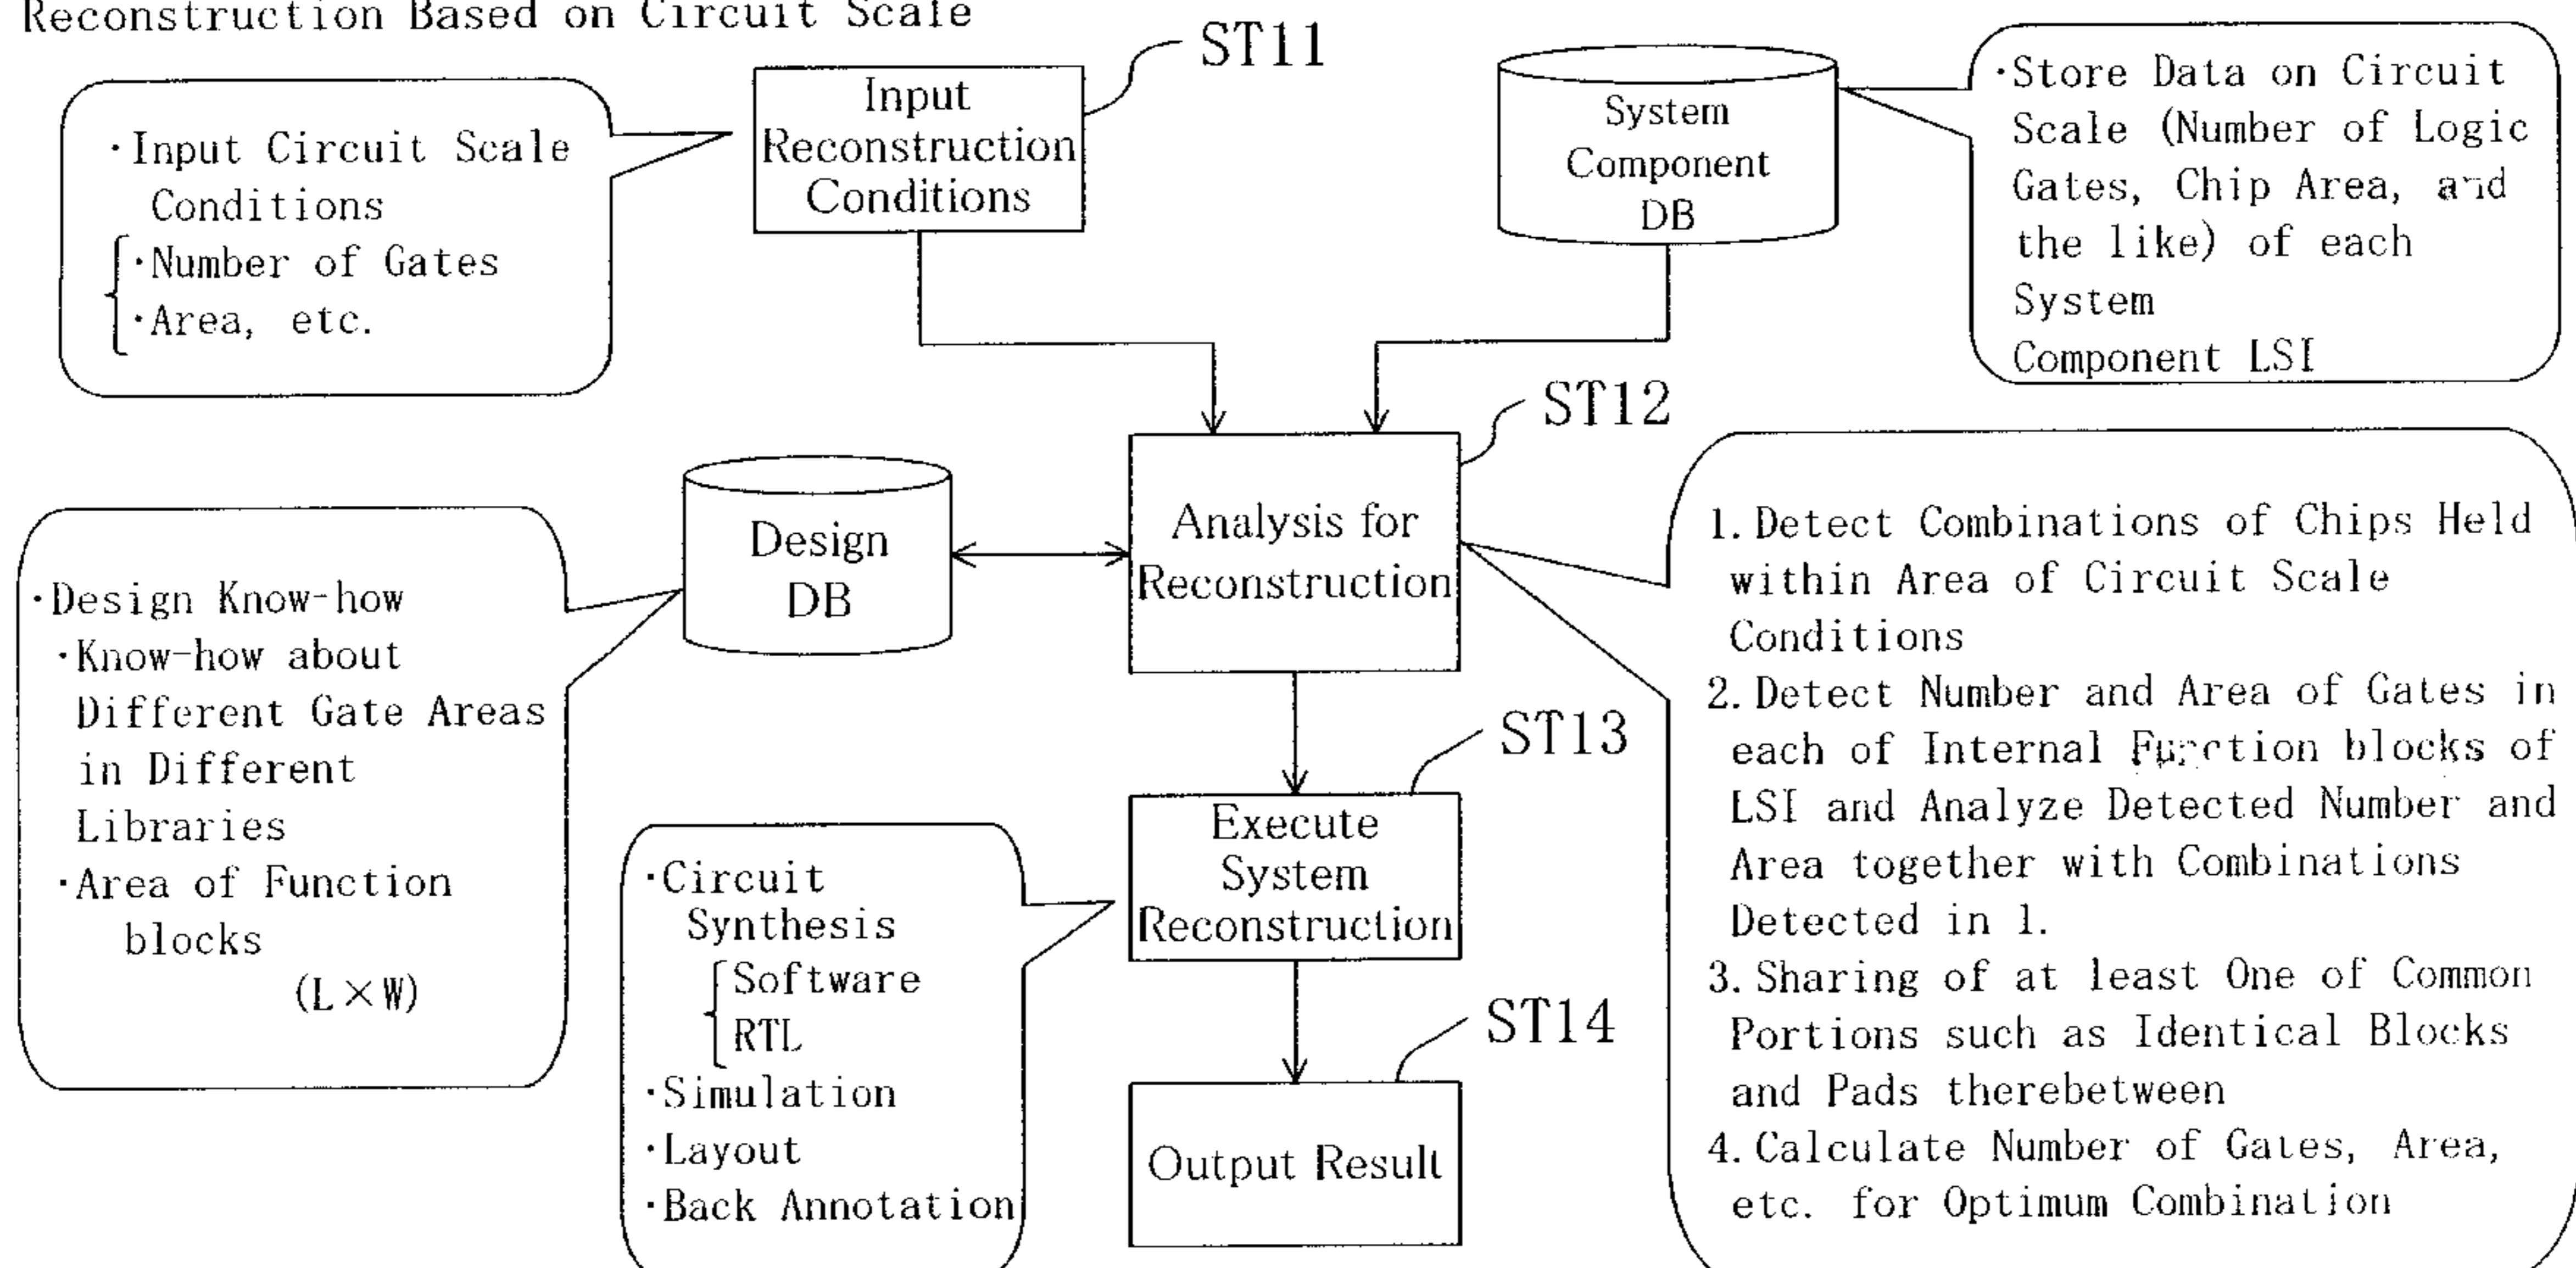 Reconstruction Based on Circuit Scale
ST11
·Input Circuit Scale
Conditions
·Number of Gates
·Area, etc.
Input
Reconstruction
Conditions
System
Component
DB
·Store Data on Circuit
Scale (Number of Logic
Gates, Chip Area, and
the like) of each
System
Component LSI
ST12
·Design Know-how
·Know-how about
Different Gate Areas
in Different
Libraries
·Area of Function
blocks
(L×W)
Design
DB
Analysis for
Reconstruction
1. Detect Combinations of Chips Held
within Area of Circuit Scale
Conditions
2. Detect Number and Area of Gates in
each of Internal Function blocks of
LSI and Analyze Detected Number and
Area together with Combinations
Detected in 1.
3. Sharing of at least One of Common
Portions such as Identical Blocks
and Pads therebetween
4. Calculate Number of Gates, Area,
etc. for Optimum Combination
ST13
·Circuit
Synthesis
Software
RTL
·Simulation
·Layout
·Back Annotation
Execute
System
Reconstruction
ST14
Output Result